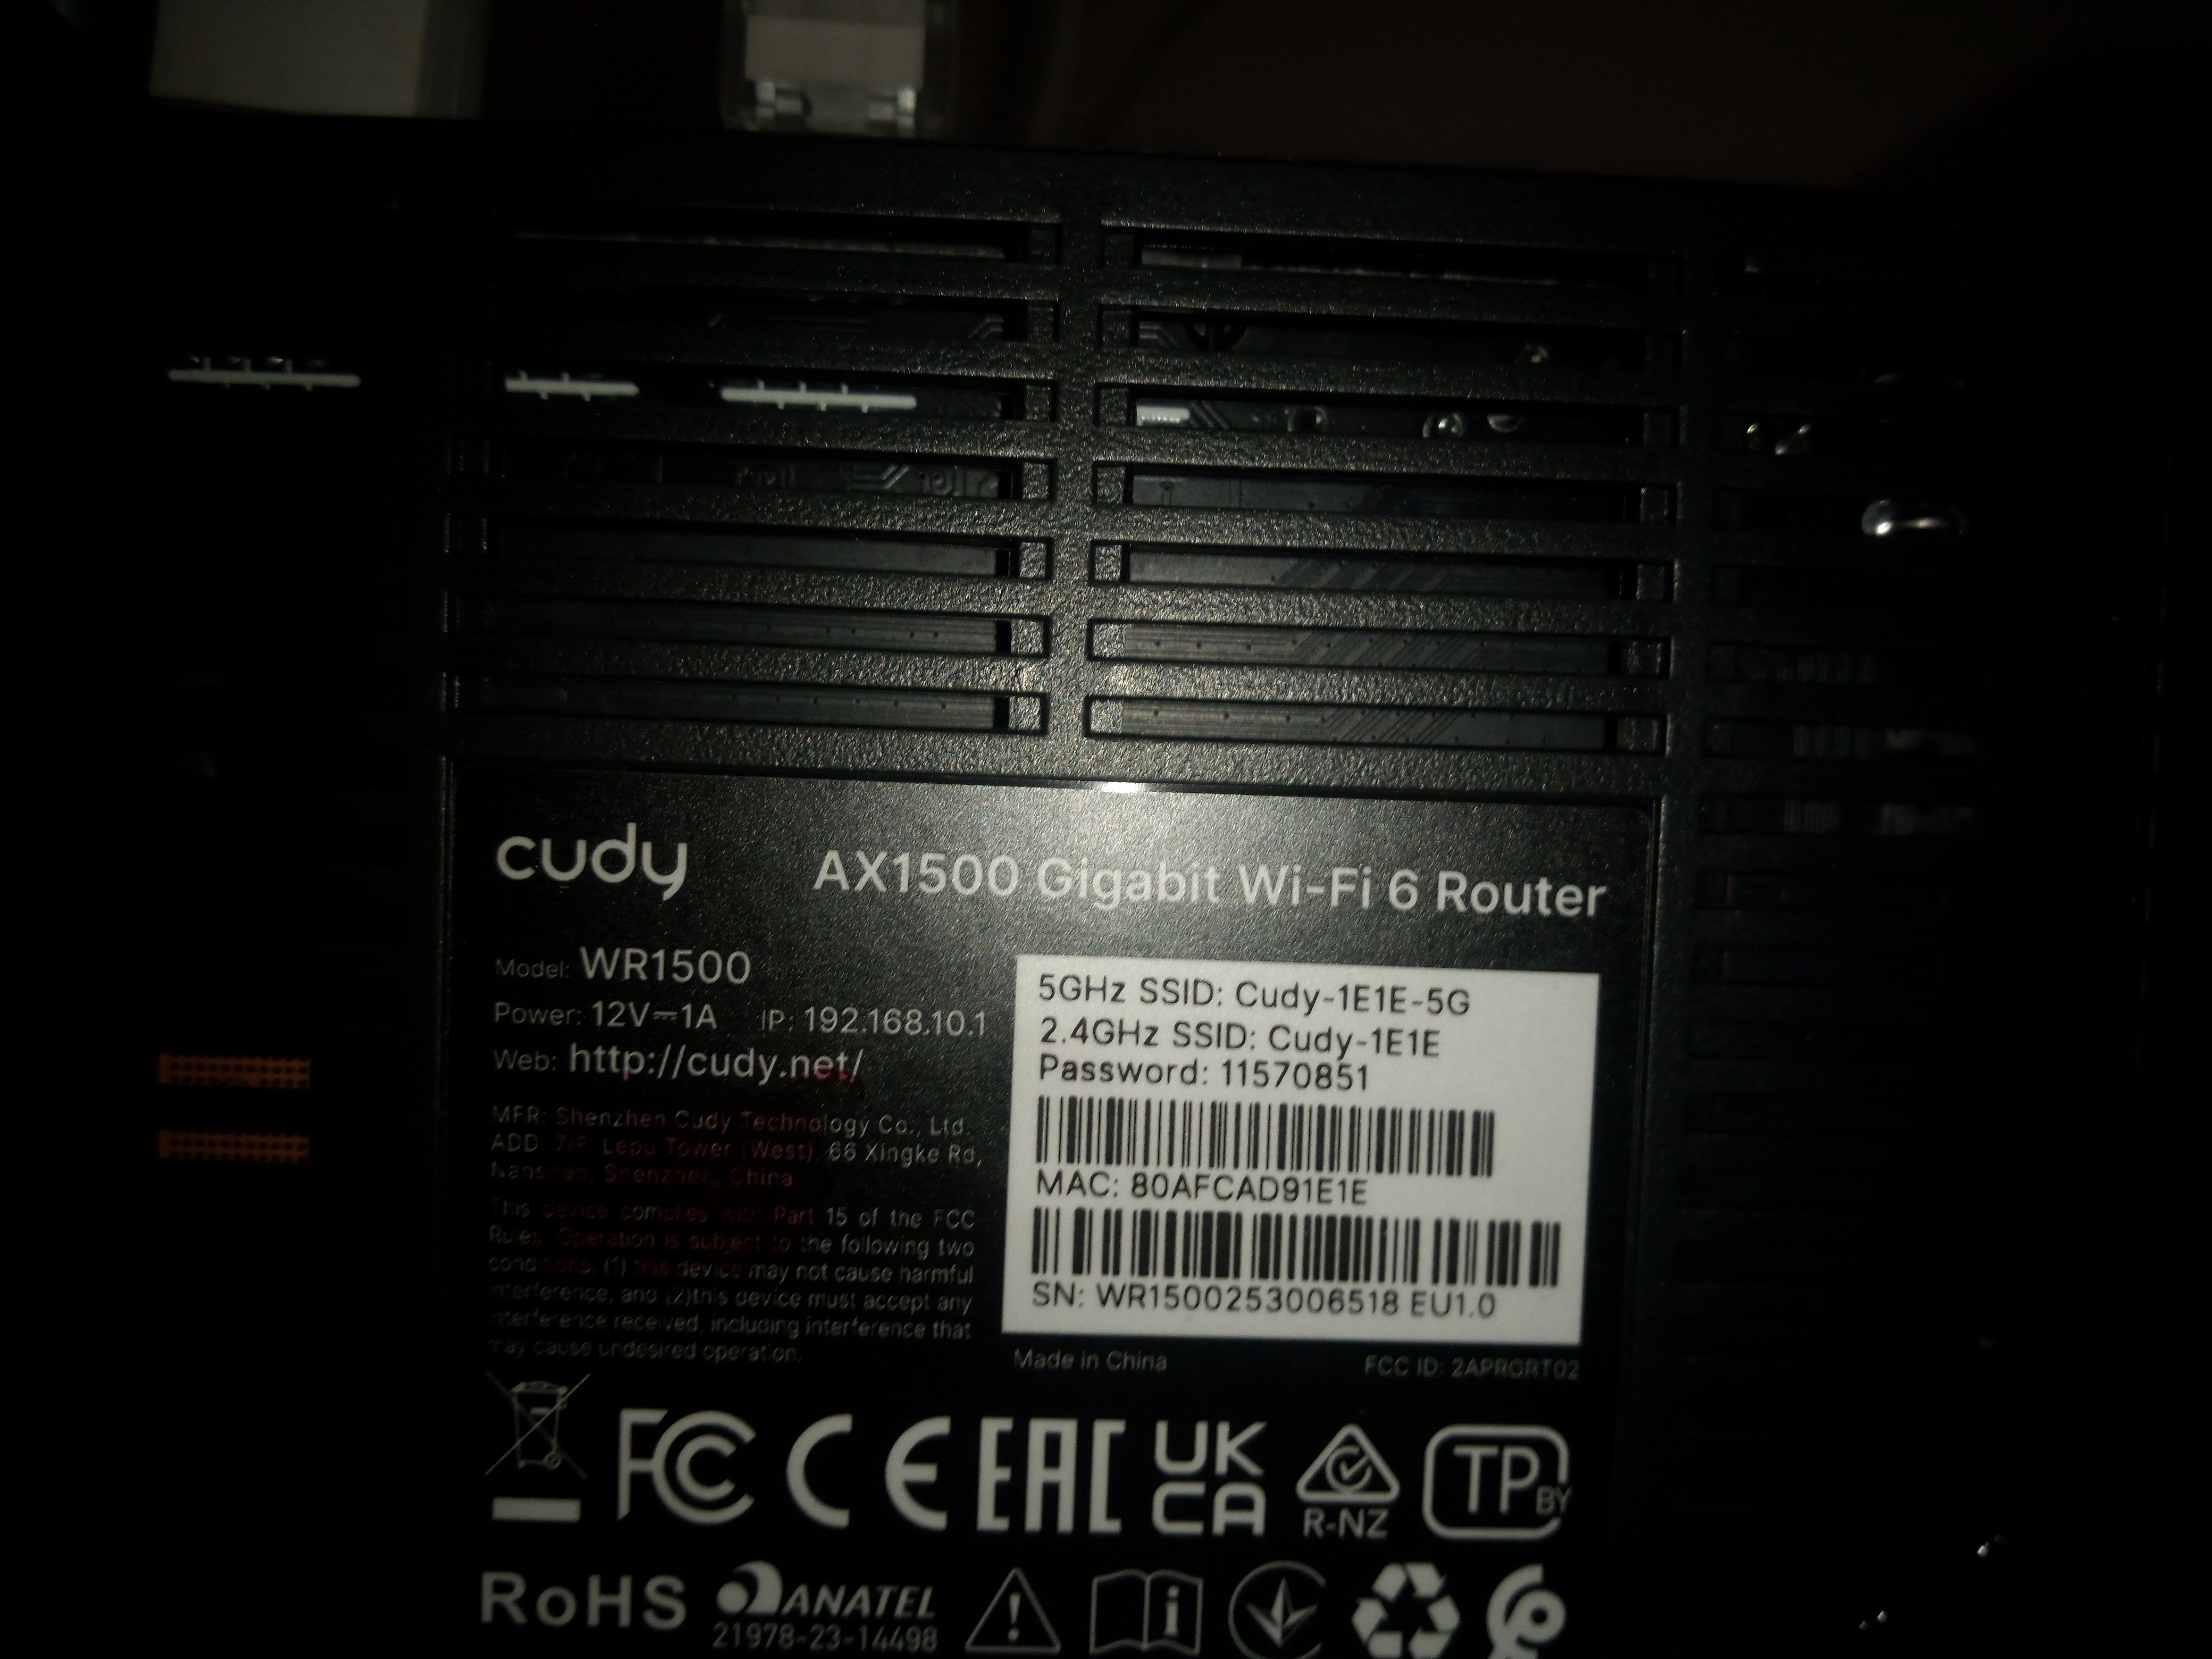 cudy
AX1500 Gigabit Wi-Fi 6 Router
Model: WR1500
Power: 12V⎓1A IP: 192.168.10.1
Web: http://cudy.net/
MFR: Shenzhen Cudy Technology Co., Ltd.
ADD: 7/F, Lepu Tower (West), 66 Xingke Rd,
Nanshan, Shenzhen, China
This device complies with Part 15 of the FCC
Rules. Operation is subject to the following two
conditions: (1) this device may not cause harmful
interference, and (2)this device must accept any
interference received, including interference that
may cause undesired operation.
5GHz SSID: Cudy-1E1E-5G
2.4GHz SSID: Cudy-1E1E
Password: 11570851
MAC: 80AFCAD91E1E
SN: WR1500253006518 EU1.0
Made in China
FCC ID: 2APRGRT02
FC CE EAC UK CA R-NZ TP BY
RoHS ANATEL
21978-23-14498